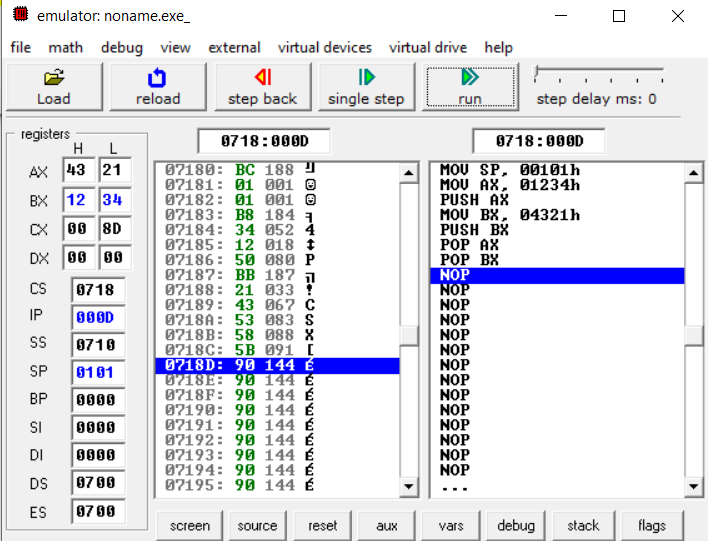 emulator: noname.exe_
file math debug view external virtual devices virtual drive help
Load reload step back single step run step delay ms: 0
registers
H L
AX 43 21
BX 12 34
CX 00 8D
DX 00 00
CS 0718
IP 000D
SS 0710
SP 0101
BP 0000
SI 0000
DI 0000
DS 0700
ES 0700
0718:000D
07180: BC 188 ╝
07181: 01 001 ☺
07182: 01 001 ☺
07183: B8 184 ╕
07184: 34 052 4
07185: 12 018 ↕
07186: 50 080 P
07187: BB 187 ╗
07188: 21 033 !
07189: 43 067 C
0718A: 53 083 S
0718B: 58 088 X
0718C: 5B 091 [
0718D: 90 144 É
0718E: 90 144 É
0718F: 90 144 É
07190: 90 144 É
07191: 90 144 É
07192: 90 144 É
07193: 90 144 É
07194: 90 144 É
07195: 90 144 É
0718:000D
MOV SP, 00101h
MOV AX, 01234h
PUSH AX
MOV BX, 04321h
PUSH BX
POP AX
POP BX
NOP
NOP
NOP
NOP
NOP
NOP
NOP
NOP
NOP
NOP
NOP
NOP
NOP
NOP
...
screen source reset aux vars debug stack flags